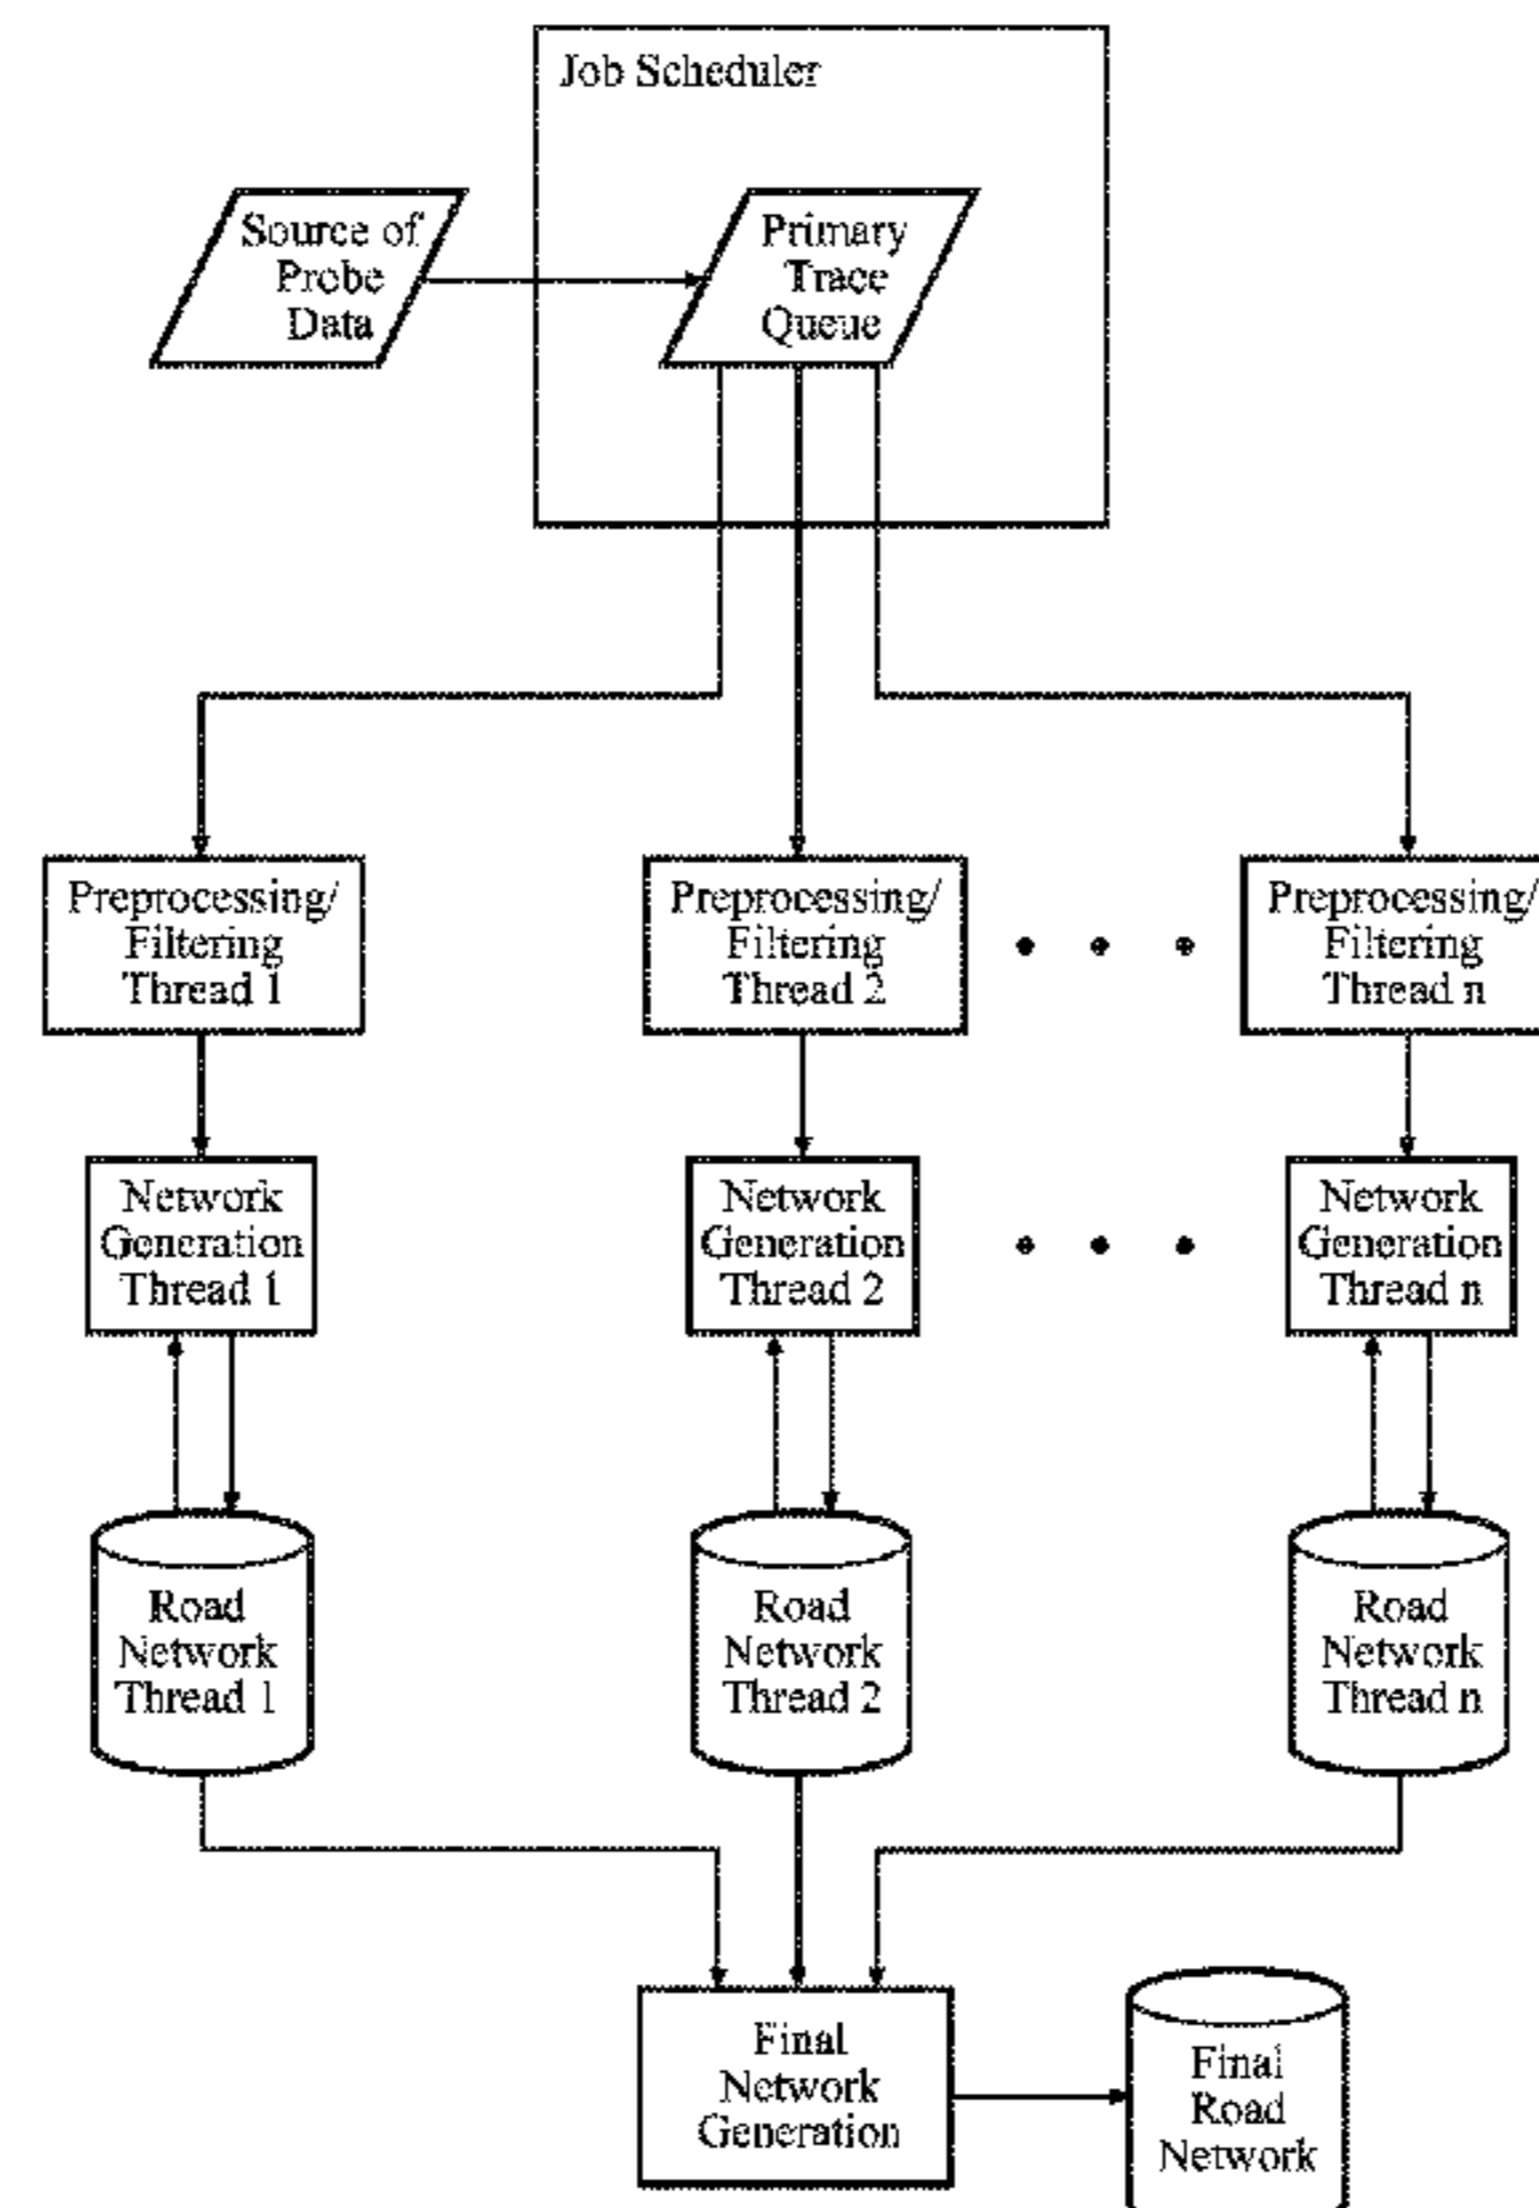 Job Scheduler
Source of
Probe
Data
Primary
Trace
Queue
Preprocessing/
Filtering
Thread 1
Preprocessing/
Filtering
Thread 2
Preprocessing/
Filtering
Thread n
Network
Generation
Thread 1
Network
Generation
Thread 2
Network
Generation
Thread n
Road
Network
Thread 1
Road
Network
Thread 2
Road
Network
Thread n
Final
Network
Generation
Final
Road
Network